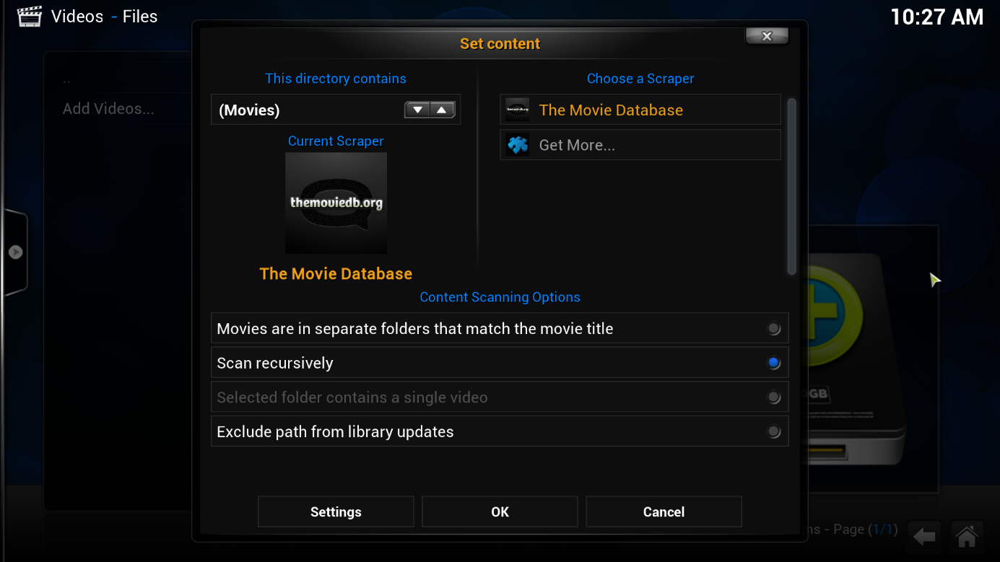 Videos - Files
10:27 AM
Set content
..
Add Videos...
This directory contains
(Movies)
Current Scraper
themoviedb.org
The Movie Database
Choose a Scraper
The Movie Database
Get More...
Content Scanning Options
Movies are in separate folders that match the movie title
Scan recursively
Selected folder contains a single video
Exclude path from library updates
Settings
OK
Cancel
GB
Page (1/1)